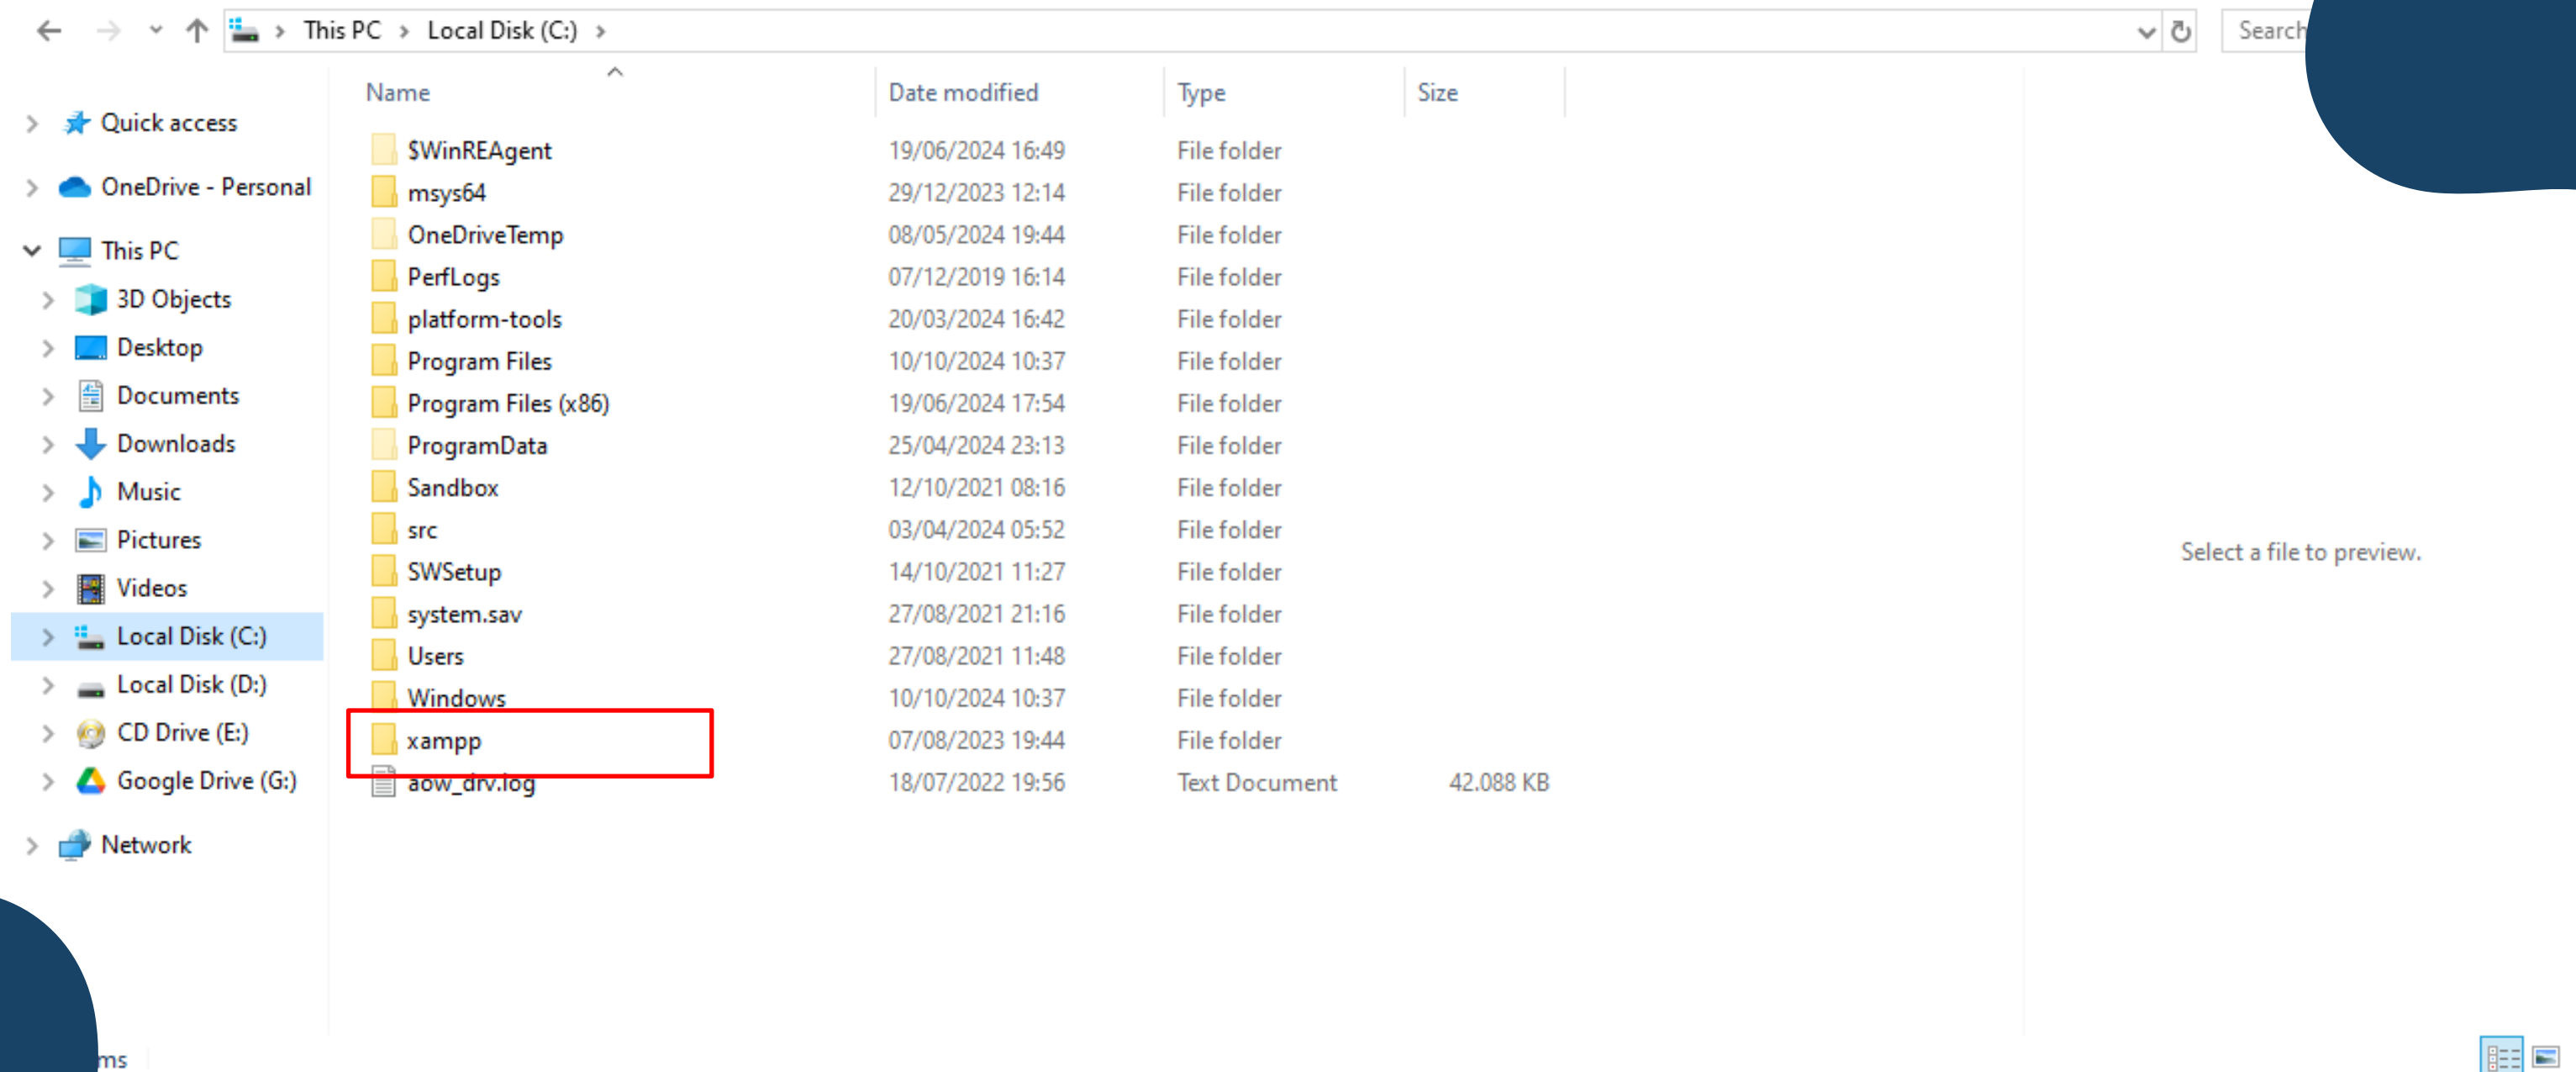 This PC > Local Disk (C:) >
Search
Name Date modified Type Size
Quick access
OneDrive - Personal
This PC
3D Objects
Desktop
Documents
Downloads
Music
Pictures
Videos
Local Disk (C:)
Local Disk (D:)
CD Drive (E:)
Google Drive (G:)
Network
$WinREAgent 19/06/2024 16:49 File folder
msys64 29/12/2023 12:14 File folder
OneDriveTemp 08/05/2024 19:44 File folder
PerfLogs 07/12/2019 16:14 File folder
platform-tools 20/03/2024 16:42 File folder
Program Files 10/10/2024 10:37 File folder
Program Files (x86) 19/06/2024 17:54 File folder
ProgramData 25/04/2024 23:13 File folder
Sandbox 12/10/2021 08:16 File folder
src 03/04/2024 05:52 File folder
SWSetup 14/10/2021 11:27 File folder
system.sav 27/08/2021 21:16 File folder
Users 27/08/2021 11:48 File folder
Windows 10/10/2024 10:37 File folder
xampp 07/08/2023 19:44 File folder
aow_drv.log 18/07/2022 19:56 Text Document 42.088 KB
Select a file to preview.